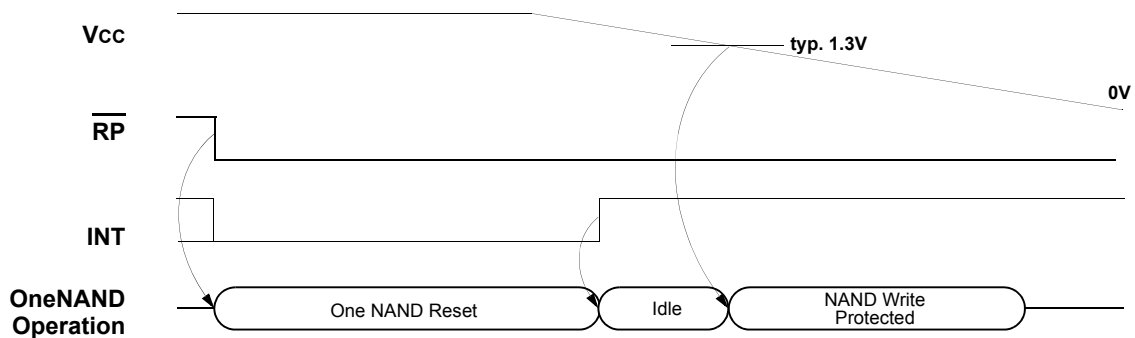 Vcc
typ. 1.3V
0V
RP
INT
OneNAND
Operation
One NAND Reset
Idle
NAND Write
Protected